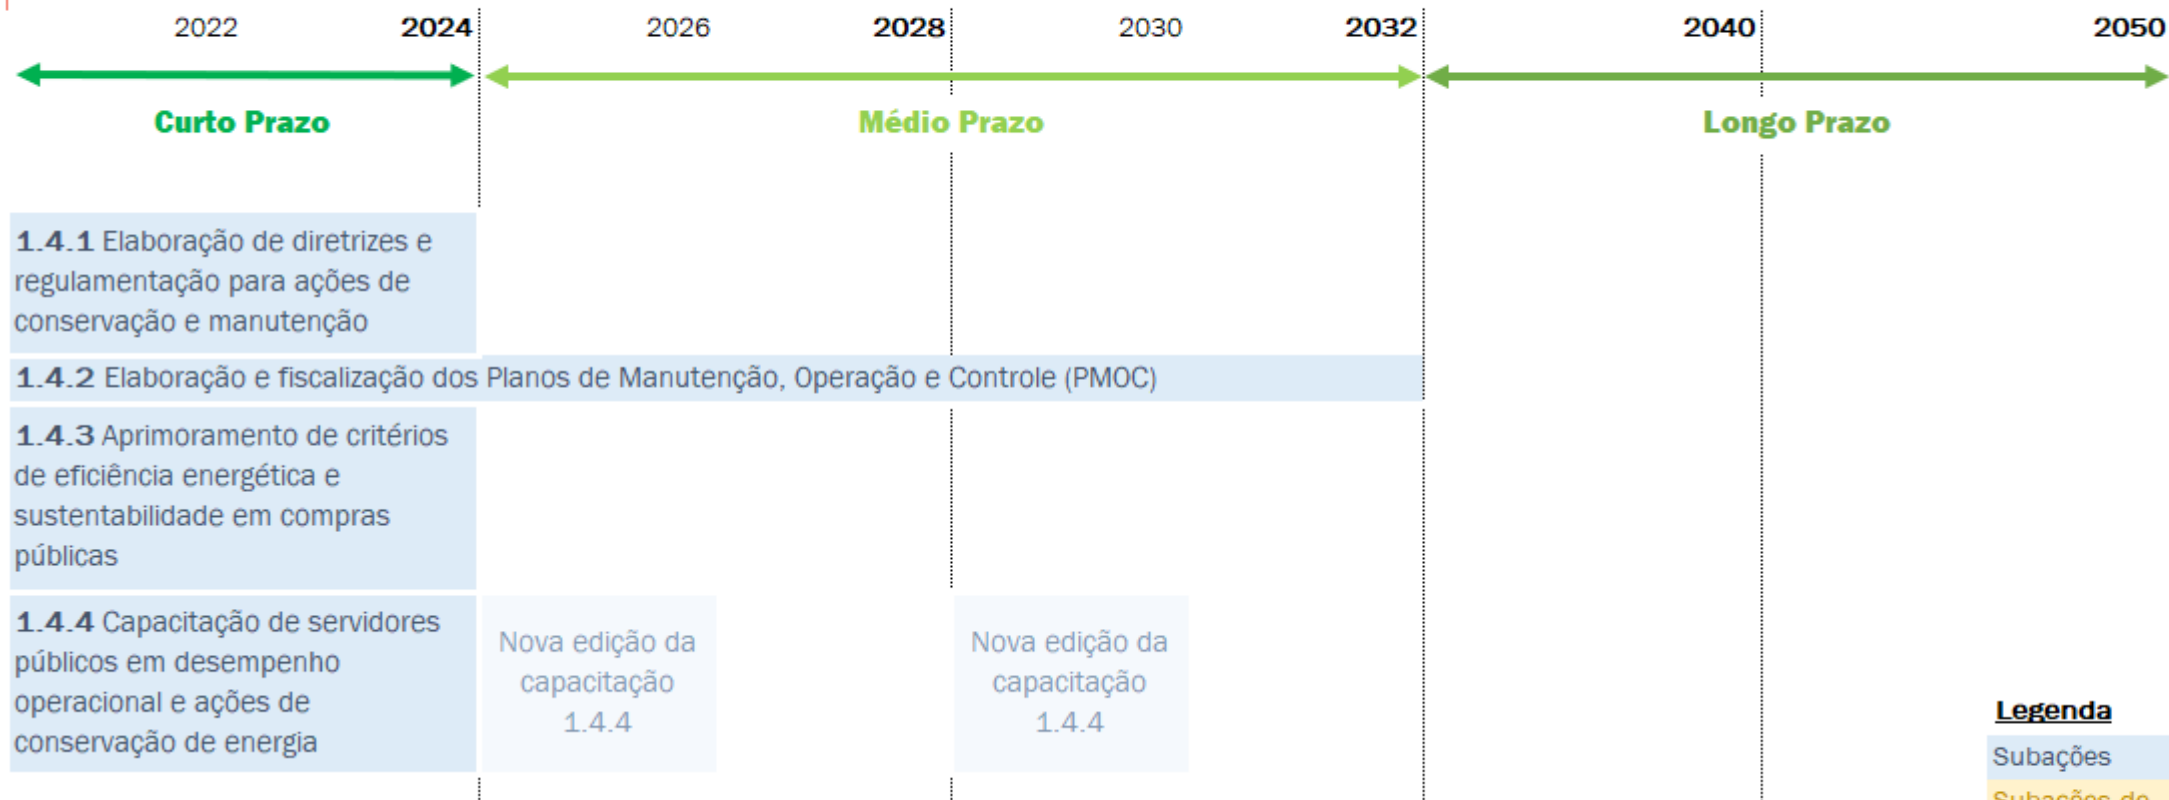 2022 2024 2026 2028 2030 2032 2040 2050
Curto Prazo Médio Prazo Longo Prazo
1.4.1 Elaboração de diretrizes e
regulamentação para ações de
conservação e manutenção
1.4.2 Elaboração e fiscalização dos Planos de Manutenção, Operação e Controle (PMOC)
1.4.3 Aprimoramento de critérios
de eficiência energética e
sustentabilidade em compras
públicas
1.4.4 Capacitação de servidores
públicos em desempenho
operacional e ações de
conservação de energia
Nova edição da
capacitação
1.4.4
Nova edição da
capacitação
1.4.4
Legenda
Subações
Subações de